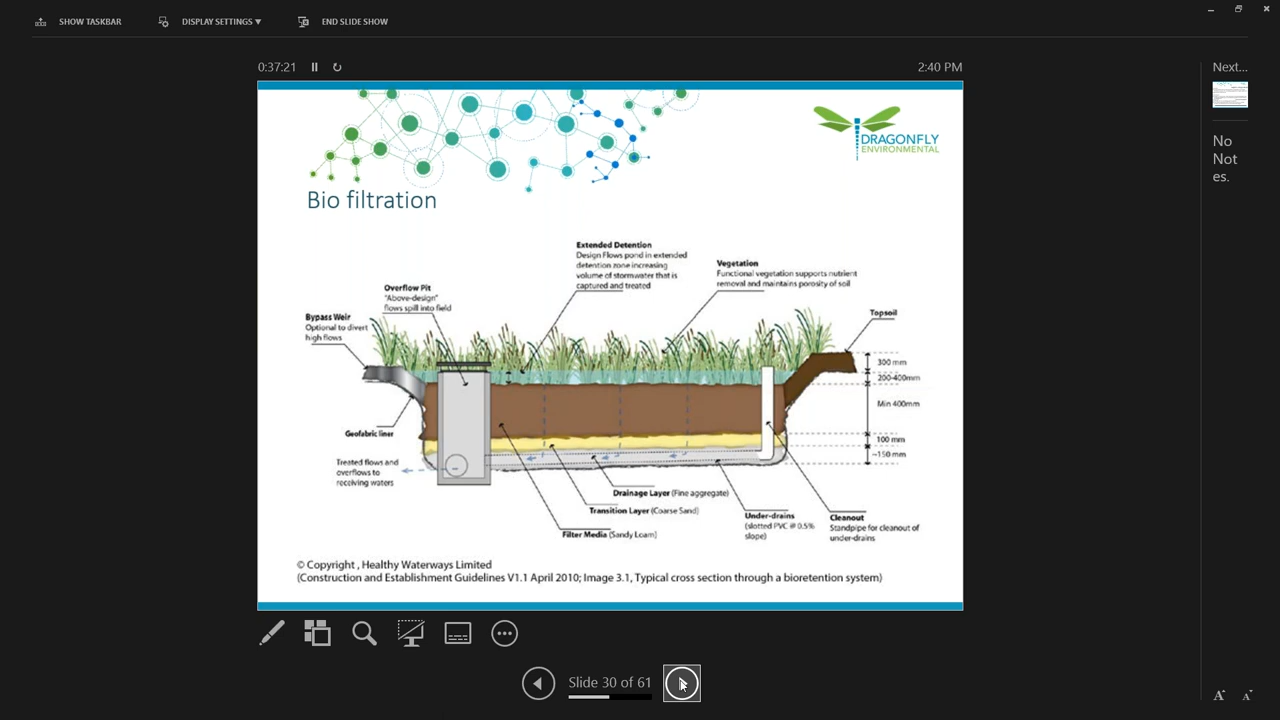 SHOW TASKBAR
DISPLAY SETTINGS ▼
END SLIDE SHOW
0:37:21
2:40 PM
Next...
No
Not
es.
DRAGONFLY
ENVIRONMENTAL
Bio filtration
Extended Detention
Design Flows pond in extended
detention zone increasing
volume of stormwater that is
captured and treated
Vegetation
Functional vegetation supports nutrient
removal and maintains porosity of soil
Overflow Pit
"Above-design"
flows spill into field
Bypass Weir
Optional to divert
high flows
Topsoil
300 mm
200-400mm
Min 400mm
100 mm
~150 mm
Geofabric liner
Treated flows and
overflows to
receiving waters
Drainage Layer (Fine aggregate)
Transition Layer (Coarse Sand)
Filter Media (Sandy Loam)
Under-drains
(slotted PVC @ 0.5%
slope)
Cleanout
Standpipe for cleanout of
under-drains
© Copyright , Healthy Waterways Limited
(Construction and Establishment Guidelines V1.1 April 2010; Image 3.1, Typical cross section through a bioretention system)
Slide 30 of 61
A A